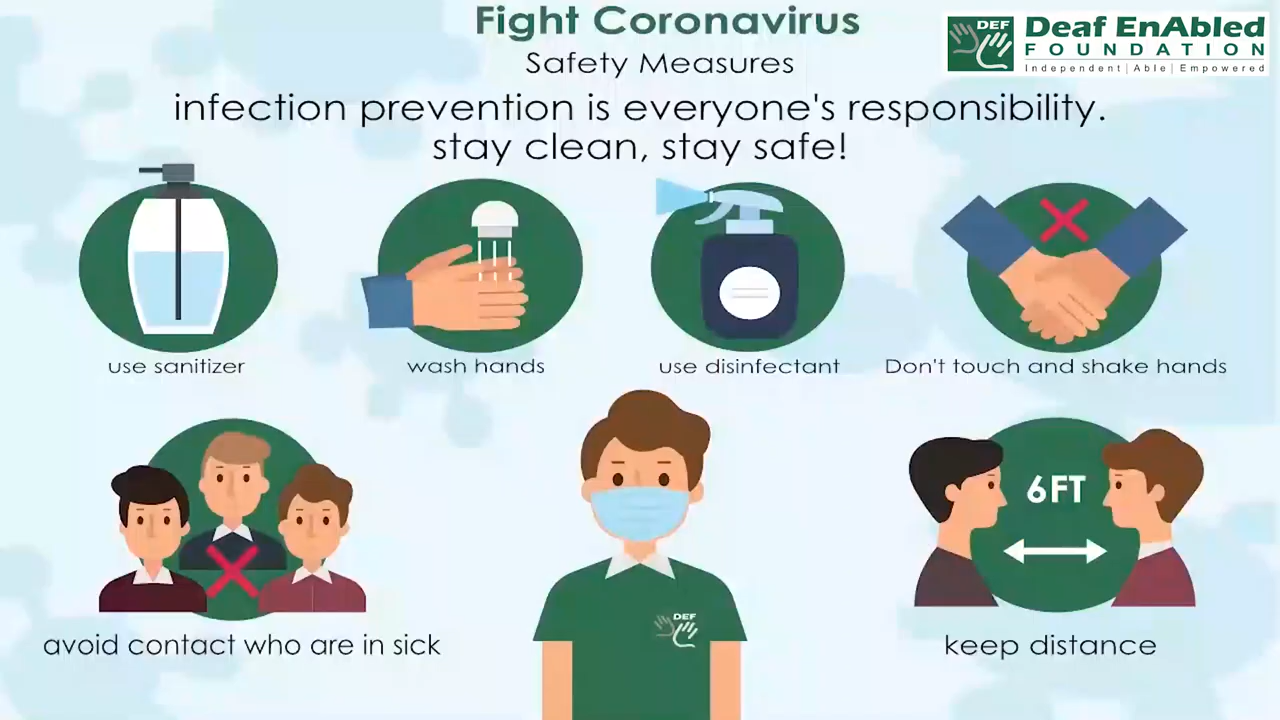 Fight Coronavirus
Safety Measures
DEF
Deaf EnAbled
FOUNDATION
Independent | Able | Empowered
infection prevention is everyone's responsibility.
stay clean, stay safe!
use sanitizer
wash hands
use disinfectant
Don't touch and shake hands
6FT
DEF
avoid contact who are in sick
keep distance